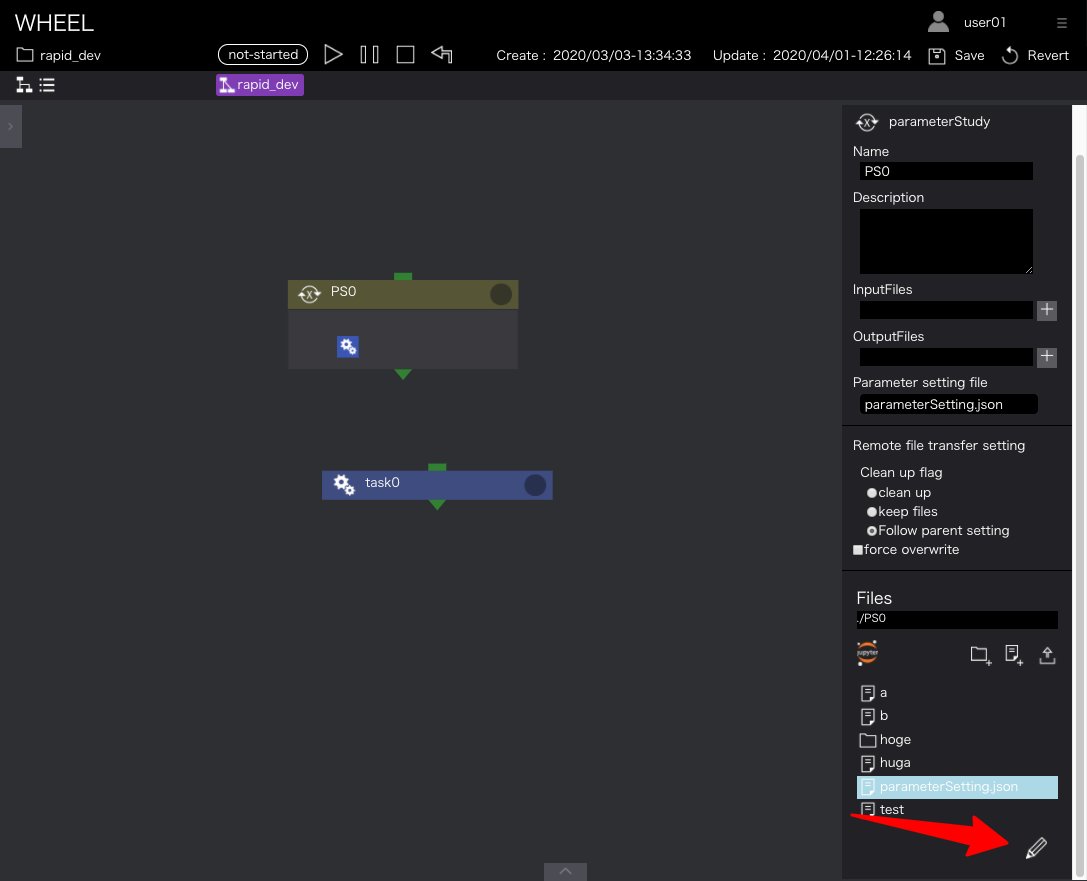 WHEEL
user01
rapid_dev
not-started
Create : 2020/03/03-13:34:33
Update : 2020/04/01-12:26:14
Save
Revert
rapid_dev
parameterStudy
Name
PS0
Description
InputFiles
OutputFiles
Parameter setting file
parameterSetting.json
Remote file transfer setting
Clean up flag
clean up
keep files
Follow parent setting
force overwrite
Files
./PS0
jupyter
a
b
hoge
huga
parameterSetting.json
test
PS0
task0